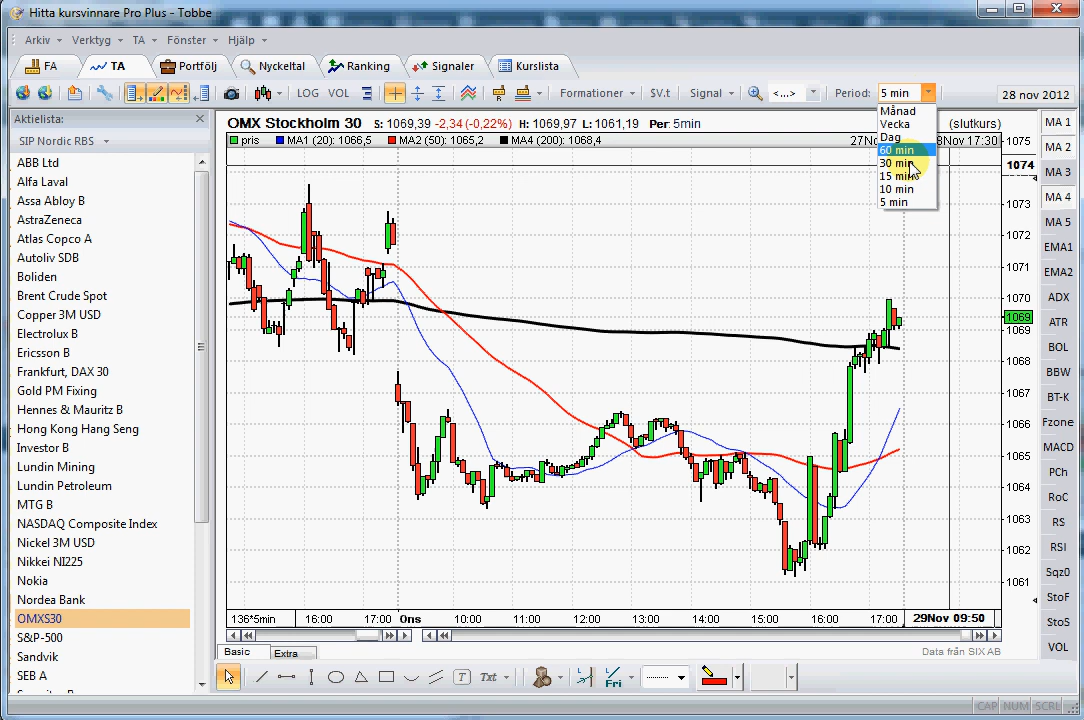 Hitta kursvinnare Pro Plus - Tobbe
Arkiv Verktyg TA Fönster Hjälp
FA TA Portfölj Nyckeltal Ranking Signaler Kurslista
LOG VOL Formationer $V.t Signal <...> Period: 5 min 28 nov 2012
Aktielista:
SIP Nordic RBS
ABB Ltd
Alfa Laval
Assa Abloy B
AstraZeneca
Atlas Copco A
Autoliv SDB
Boliden
Brent Crude Spot
Copper 3M USD
Electrolux B
Ericsson B
Frankfurt, DAX 30
Gold PM Fixing
Hennes & Mauritz B
Hong Kong Hang Seng
Investor B
Lundin Mining
Lundin Petroleum
MTG B
NASDAQ Composite Index
Nickel 3M USD
Nikkei NI225
Nokia
Nordea Bank
OMXS30
S&P-500
Sandvik
SEB A
OMX Stockholm 30 S: 1069,39 -2,34 (-0,22%) H: 1069,97 L: 1061,19 Per: 5min (slutkurs)
pris MA1 (20): 1066,5 MA2 (50): 1065,2 MA4 (200): 1068,4 27No 8Nov 17:30
Månad
Vecka
Dag
60 min
30 min
15 min
10 min
5 min
1075
1074
1073
1072
1071
1070
1069
1069
1068
1067
1066
1065
1064
1063
1062
1061
136*5min 16:00 17:00 Ons 10:00 11:00 12:00 13:00 14:00 15:00 16:00 17:00 29Nov 09:50
Basic Extra Data från SIX AB
T Txt Fri
MA 1
MA 2
MA 3
MA 4
MA 5
EMA1
EMA2
ADX
ATR
BOL
BBW
BT-K
Fzone
MACD
PCh
RoC
RS
RSI
Sqz0
StoF
StoS
VOL
CAP NUM SCRL